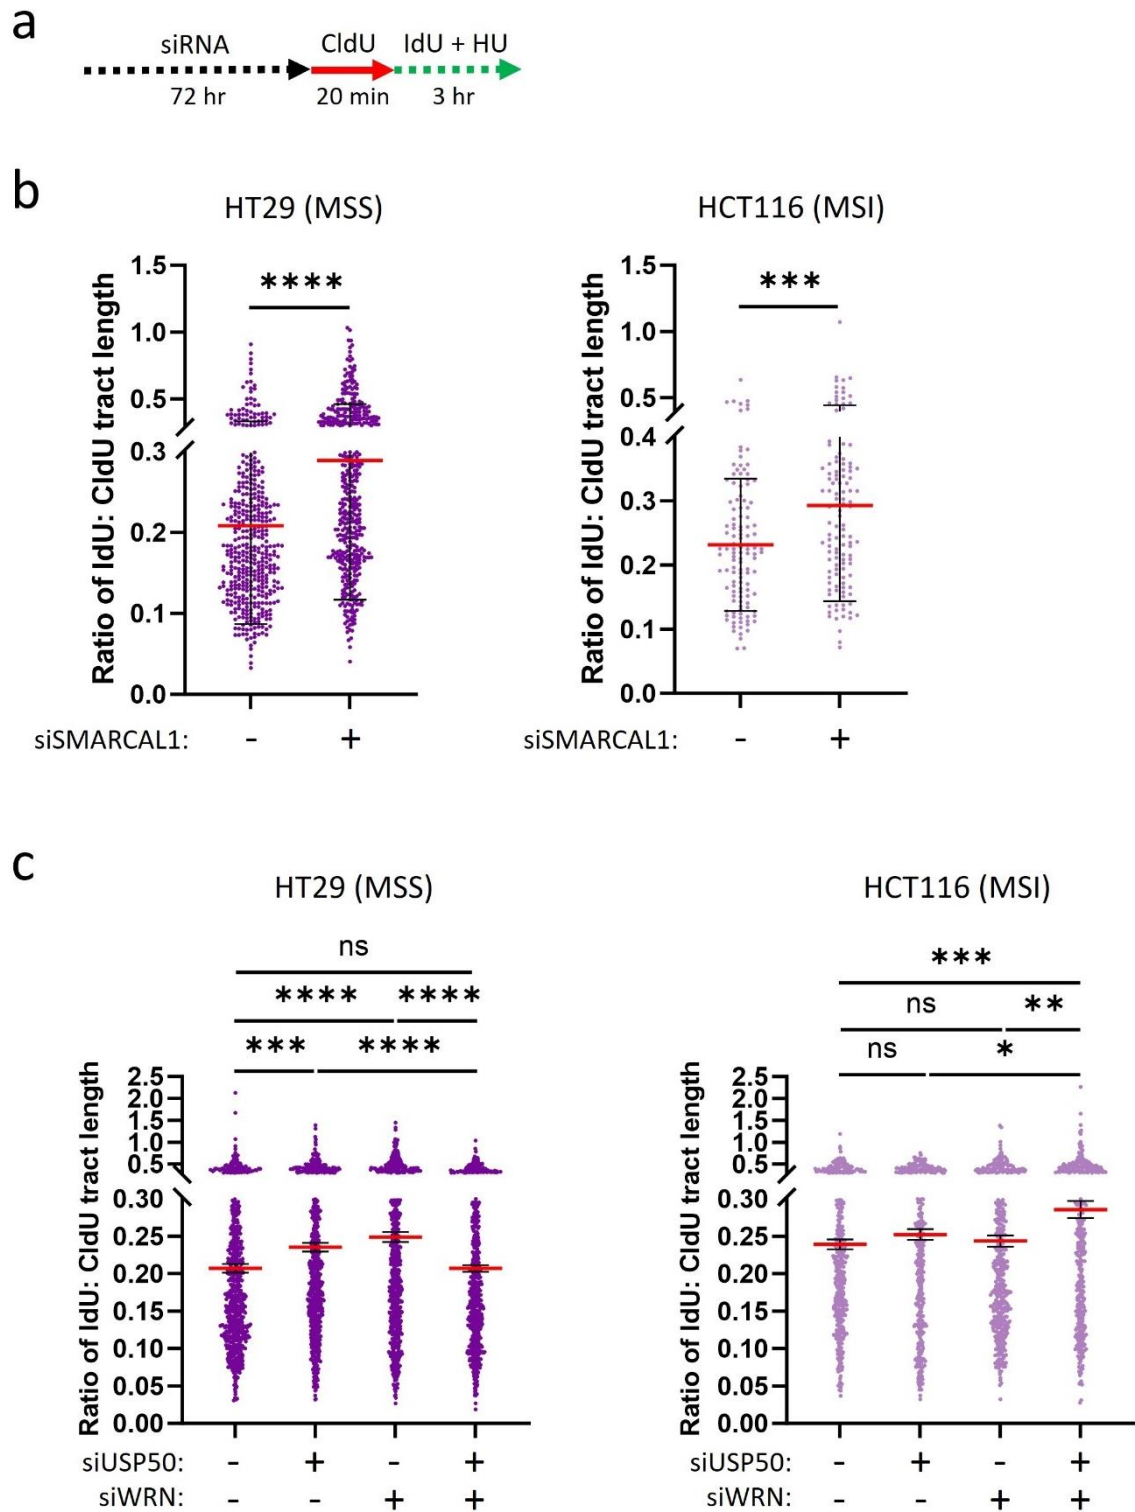 a
siRNA CldU IdU + HU
72 hr 20 min 3 hr
b
HT29 (MSS)
****
Ratio of IdU: CldU tract length
1.5
1.0
0.5
0.3
0.2
0.1
0.0
siSMARCAL1: - +
HCT116 (MSI)
***
Ratio of IdU: CldU tract length
1.5
1.0
0.5
0.4
0.3
0.2
0.1
0.0
siSMARCAL1: - +
c
HT29 (MSS)
ns
**** ****
*** ****
Ratio of IdU: CldU tract length
2.5
2.0
1.5
1.0
0.5
0.30
0.25
0.20
0.15
0.10
0.05
0.00
siUSP50: - + - +
siWRN: - - + +
HCT116 (MSI)
***
ns **
ns *
Ratio of IdU: CldU tract length
2.5
2.0
1.5
1.0
0.5
0.30
0.25
0.20
0.15
0.10
0.05
0.00
siUSP50: - + - +
siWRN: - - + +